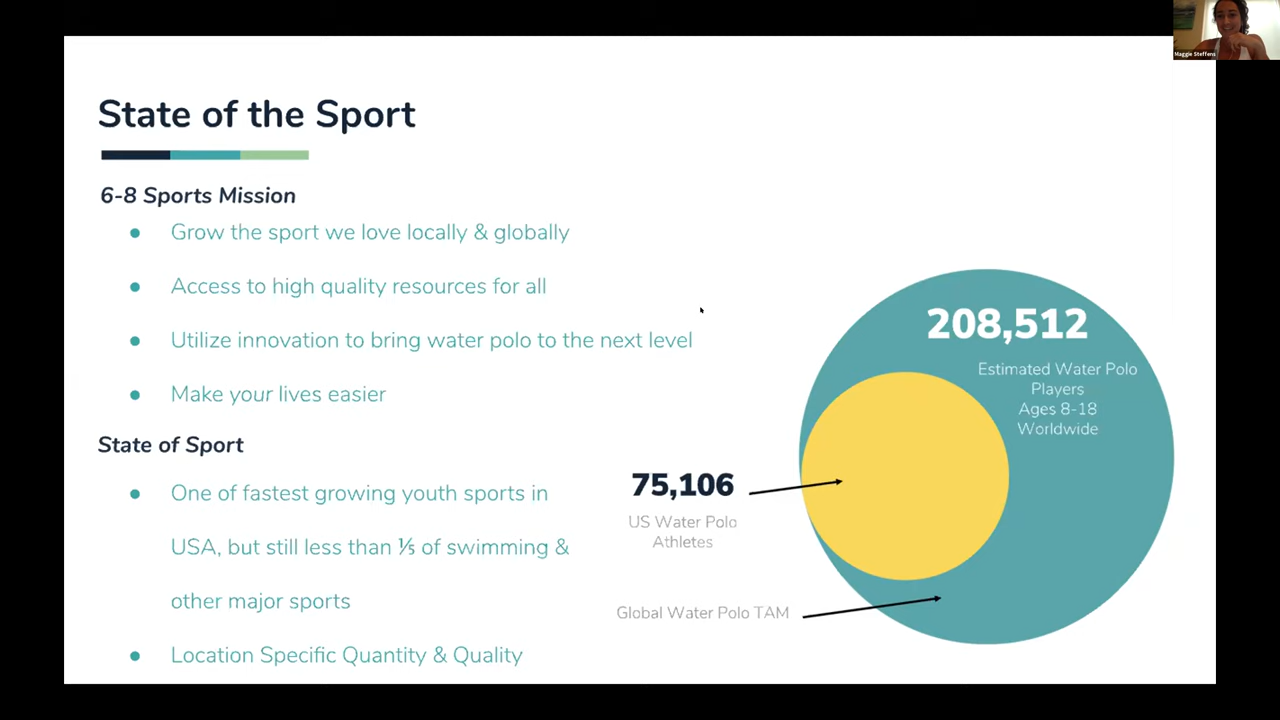 Maggie Steffens
State of the Sport
6-8 Sports Mission
● Grow the sport we love locally & globally
● Access to high quality resources for all
● Utilize innovation to bring water polo to the next level
● Make your lives easier
State of Sport
● One of fastest growing youth sports in
USA, but still less than ⅕ of swimming &
other major sports
● Location Specific Quantity & Quality
208,512
Estimated Water Polo
Players
Ages 8-18
Worldwide
75,106
US Water Polo
Athletes
Global Water Polo TAM